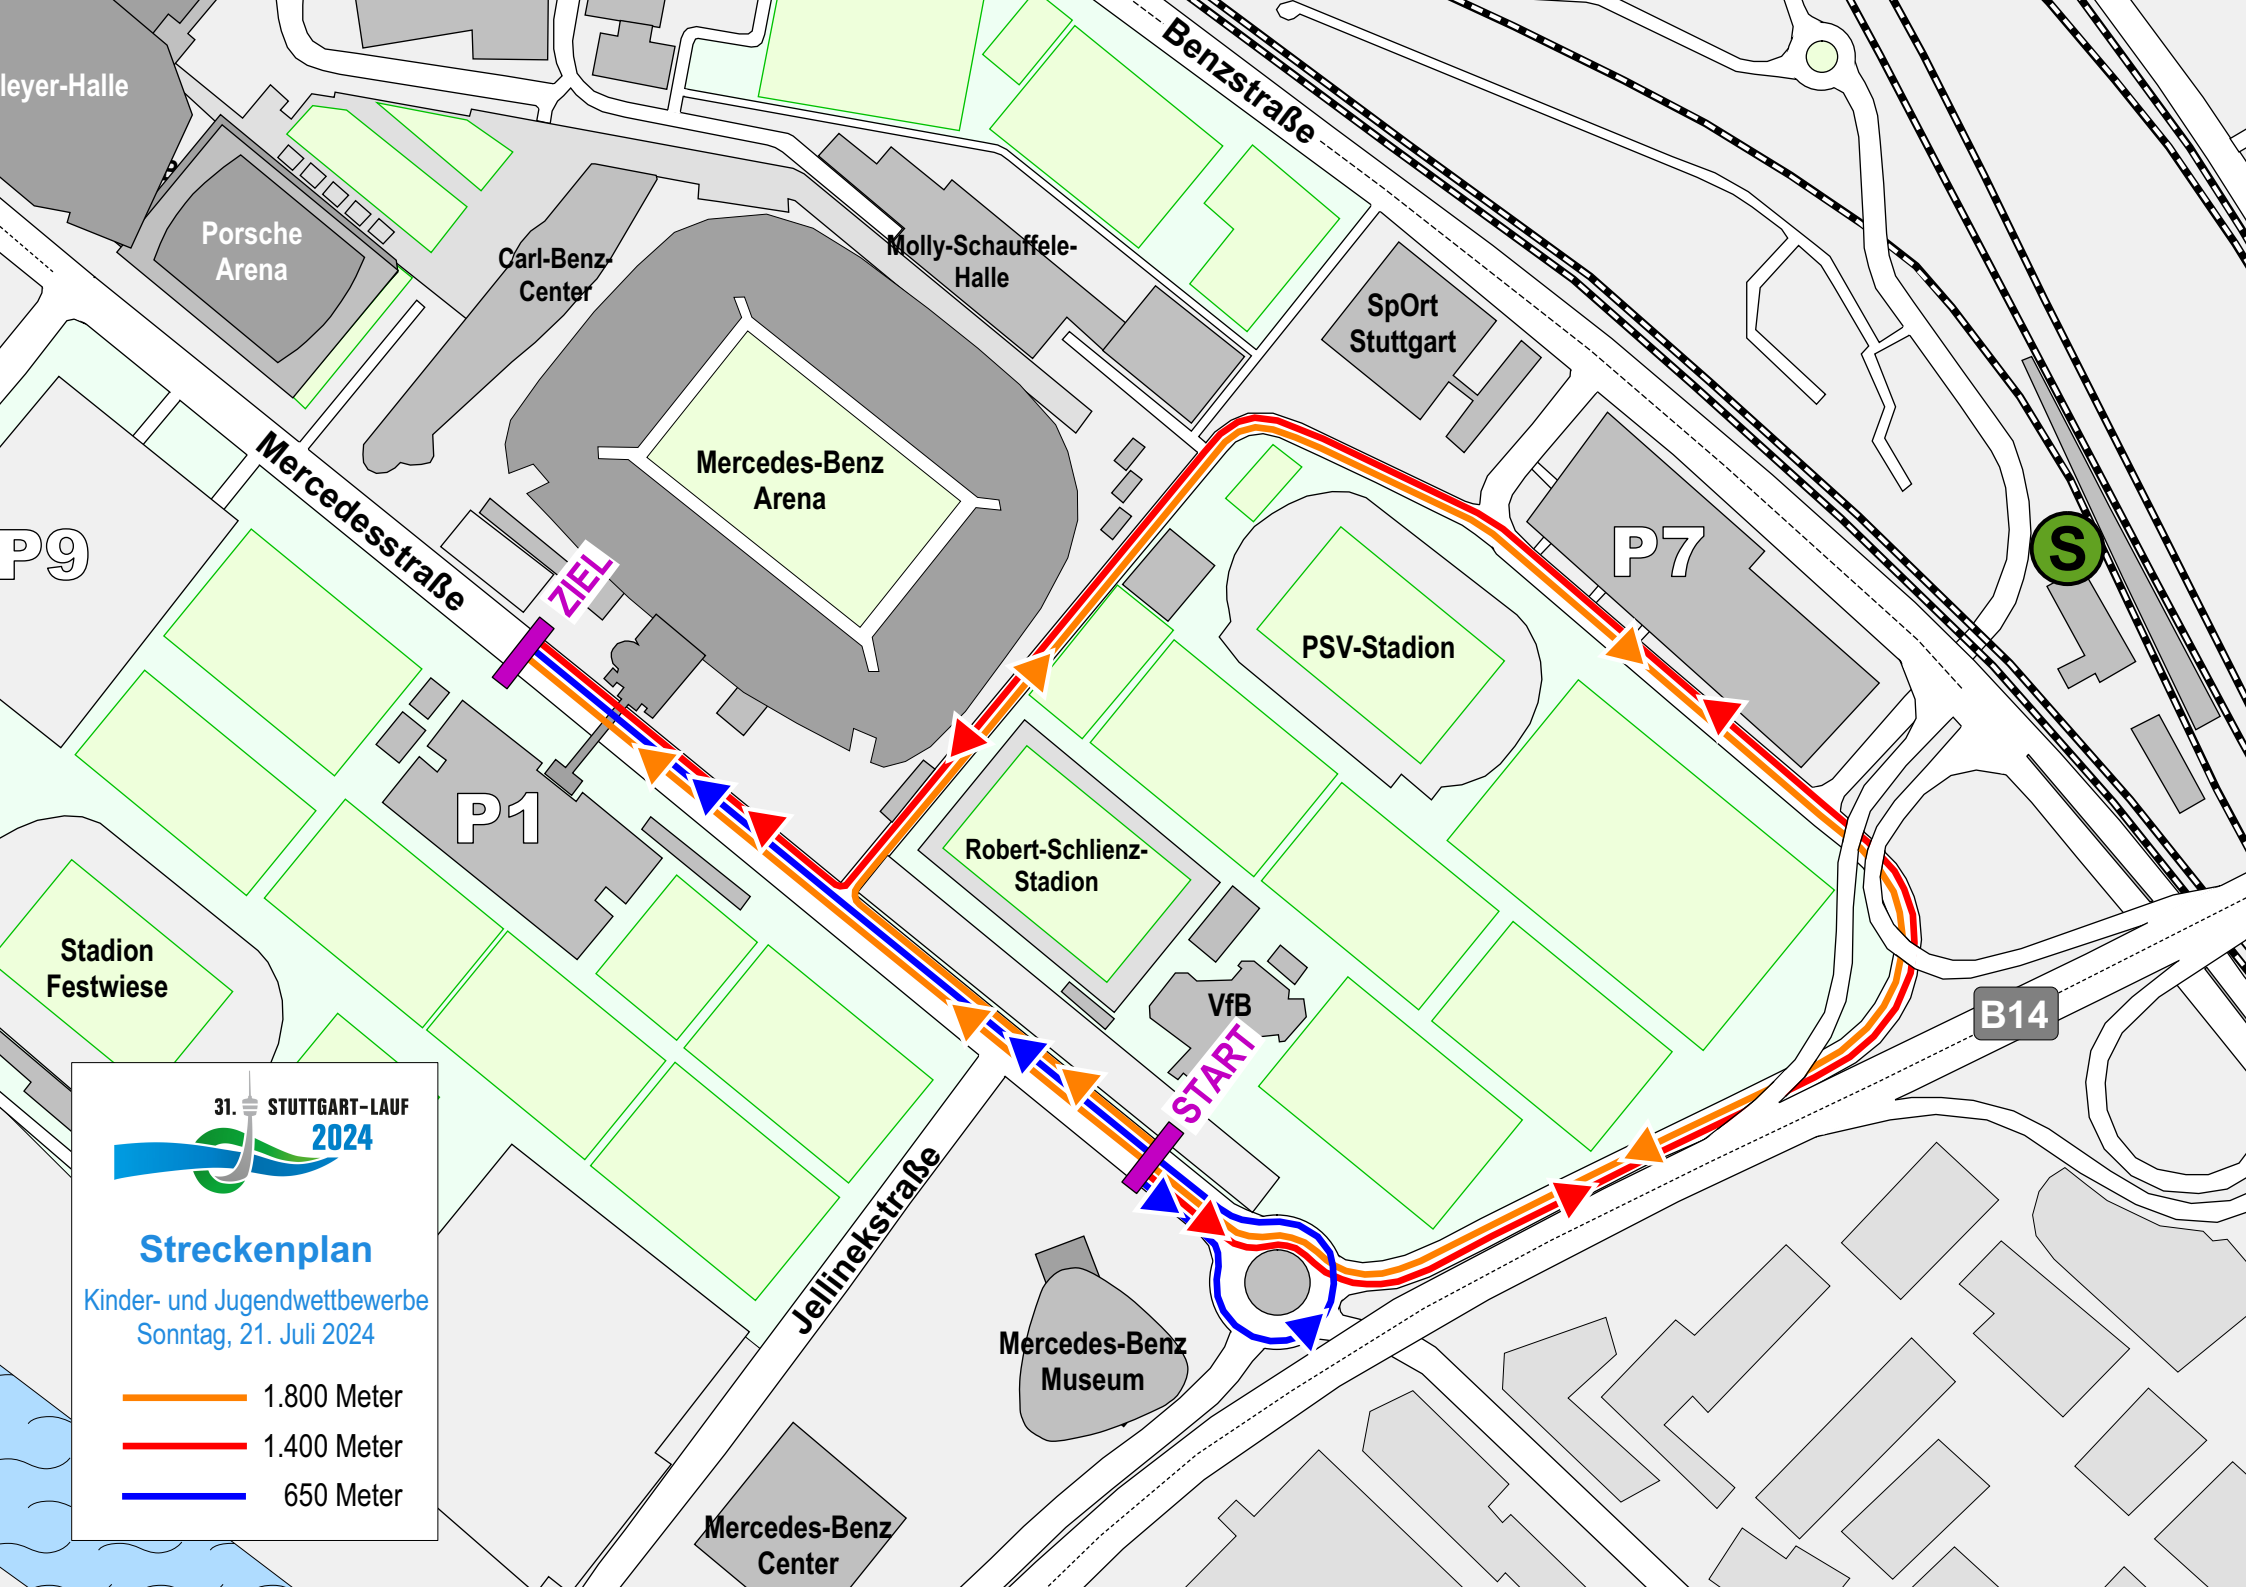 Benzstraße
leyer-Halle
Porsche
Arena
Carl-Benz-
Center
Molly-Schauffele-
Halle
SpOrt
Stuttgart
Mercedesstraße
Mercedes-Benz
Arena
ZIEL
P9
P7
S
PSV-Stadion
P1
Robert-Schlienz-
Stadion
Stadion
Festwiese
VfB
START
B14
Jellinekstraße
Mercedes-Benz
Museum
Mercedes-Benz
Center
31. STUTTGART-LAUF
2024
Streckenplan
Kinder- und Jugendwettbewerbe
Sonntag, 21. Juli 2024
1.800 Meter
1.400 Meter
650 Meter